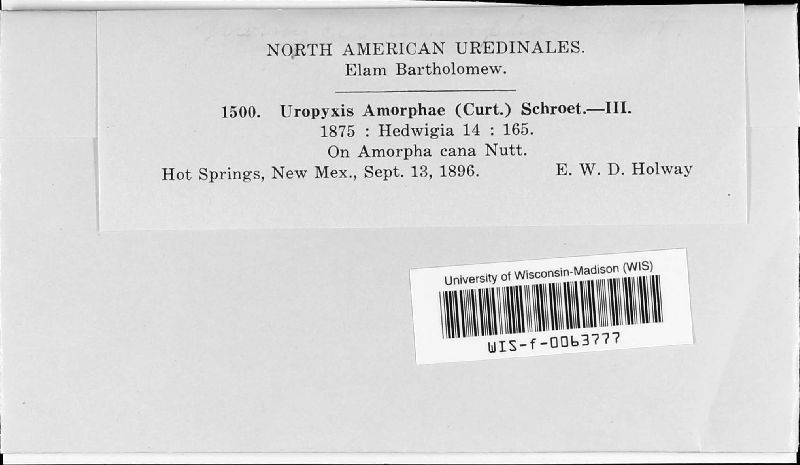 NORTH AMERICAN UREDINALES.
Elam Bartholomew.
1500. Uropyxis Amorphae (Curt.) Schroet.—III.
1875 : Hedwigia 14 : 165.
On Amorpha cana Nutt.
Hot Springs, New Mex., Sept. 13, 1896. E. W. D. Holway
University of Wisconsin-Madison (WIS)
WIS-f-0063777